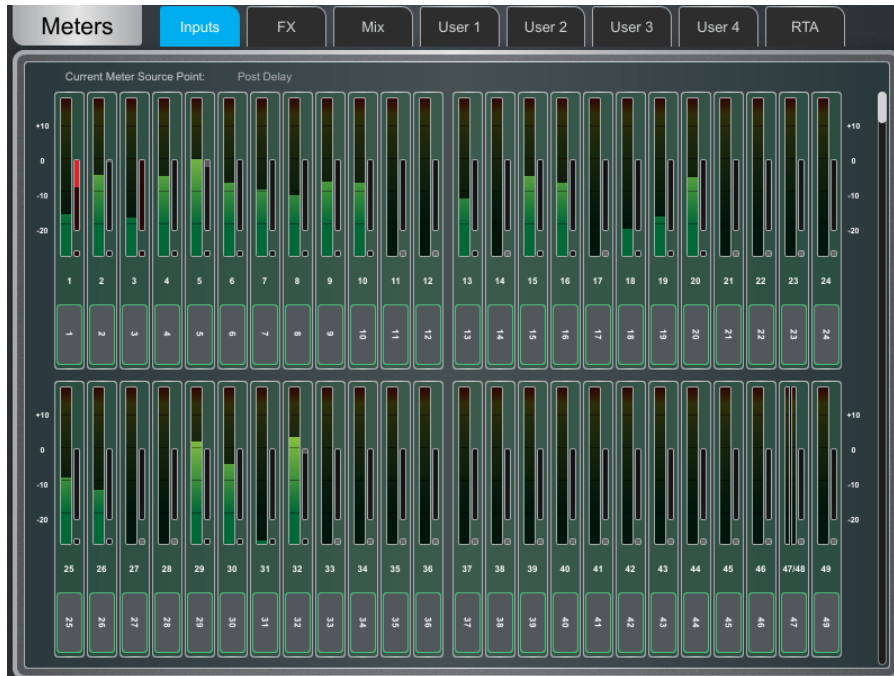 Meters Inputs FX Mix User 1 User 2 User 3 User 4 RTA
Current Meter Source Point: Post Delay
+10 +10
0 0
-10 -10
-20 -20
1 2 3 4 5 6 7 8 9 10 11 12 13 14 15 16 17 18 19 20 21 22 23 24
1 2 3 4 5 6 7 8 9 10 11 12 13 14 15 16 17 18 19 20 21 22 23 24
+10 +10
0 0
-10 -10
-20 -20
25 26 27 28 29 30 31 32 33 34 35 36 37 38 39 40 41 42 43 44 45 46 47/48 49
25 26 27 28 29 30 31 32 33 34 35 36 37 38 39 40 41 42 43 44 45 46 47 49